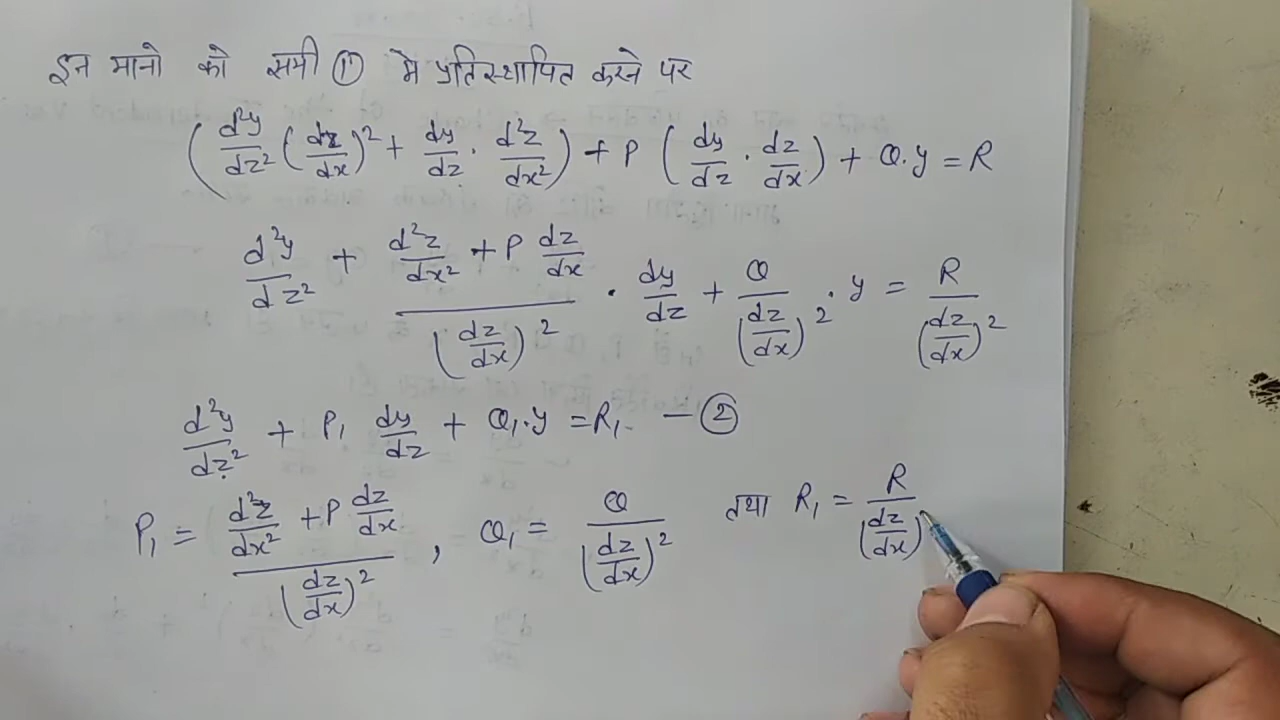 इन मानो को समी ① मे प्रतिस्थापित करने पर
(d²y/dz² (dz/dx)² + dy/dz · d²z/dx²) + P (dy/dz · dz/dx) + Q·y = R
d²y/dz² + (d²z/dx² + P dz/dx)/(dz/dx)² · dy/dz + Q/(dz/dx)² · y = R/(dz/dx)²
d²y/dz² + P₁ dy/dz + Q₁·y = R₁ — ②
P₁ = (d²z/dx² + P dz/dx)/(dz/dx)² , Q₁ = Q/(dz/dx)² तथा R₁ = R/(dz/dx)